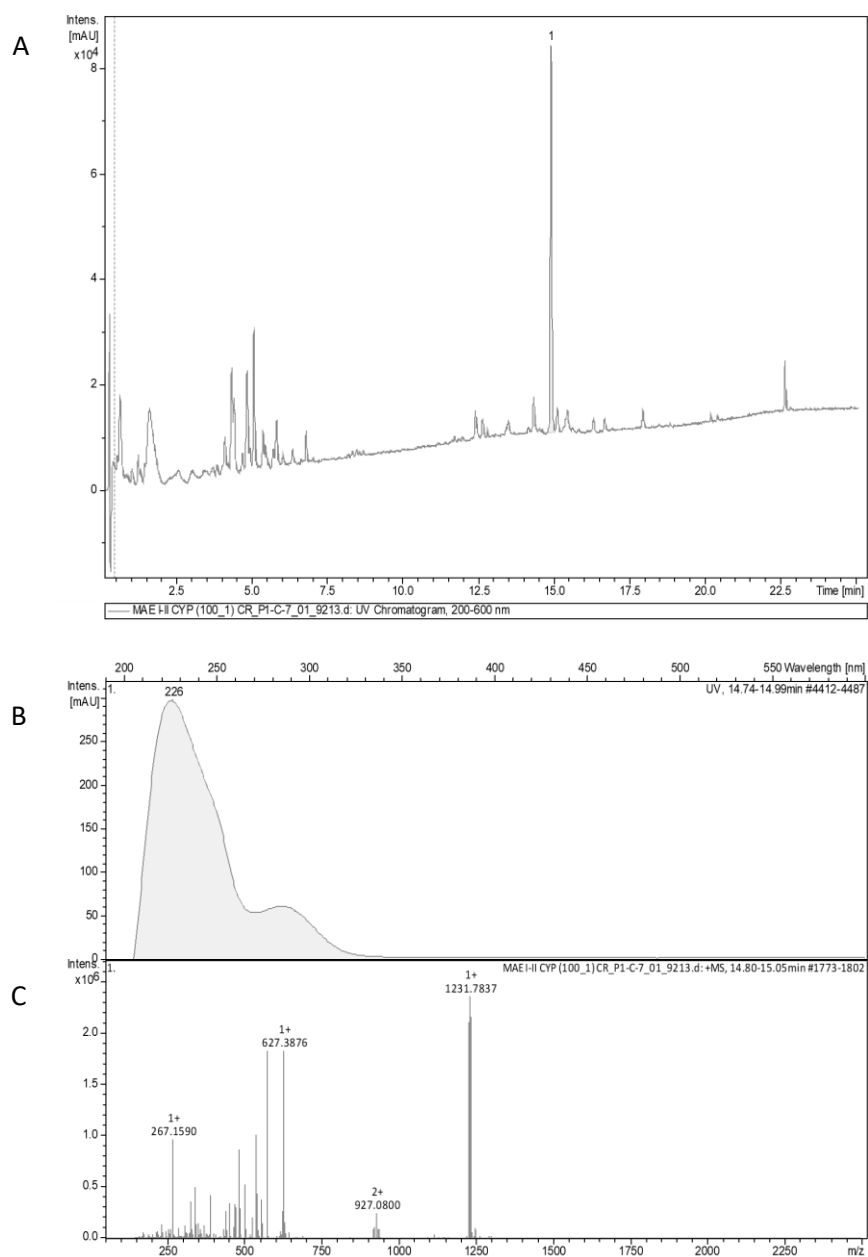 A
Intens.
[mAU]
x10⁴
1
8
6
4
2
0
2.5 5.0 7.5 10.0 12.5 15.0 17.5 20.0 22.5 Time [min]
MAE I-II CYP (100_1) CR_P1-C-7_01_9213.d: UV Chromatogram, 200-600 nm
200 250 300 350 400 450 500 550 Wavelength [nm]
B
Intens.
[mAU]
1. 226 UV, 14.74-14.99min #4412-4487
250
200
150
100
50
0
C
Intens.
x10⁶
1. MAE I-II CYP (100_1) CR_P1-C-7_01_9213.d: +MS, 14.80-15.05min #1773-1802
1+
1231.7837
2.0
1+
627.3876
1.5
1+
267.1590
1.0
0.5
2+
927.0800
0.0
250 500 750 1000 1250 1500 1750 2000 2250 m/z